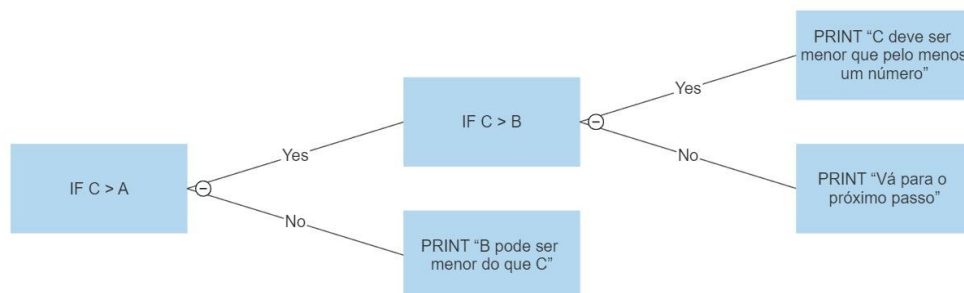 IF C > A
Yes
No
IF C > B
PRINT “B pode ser
menor do que C”
Yes
No
PRINT “C deve ser
menor que pelo menos
um número”
PRINT “Vá para o
próximo passo”